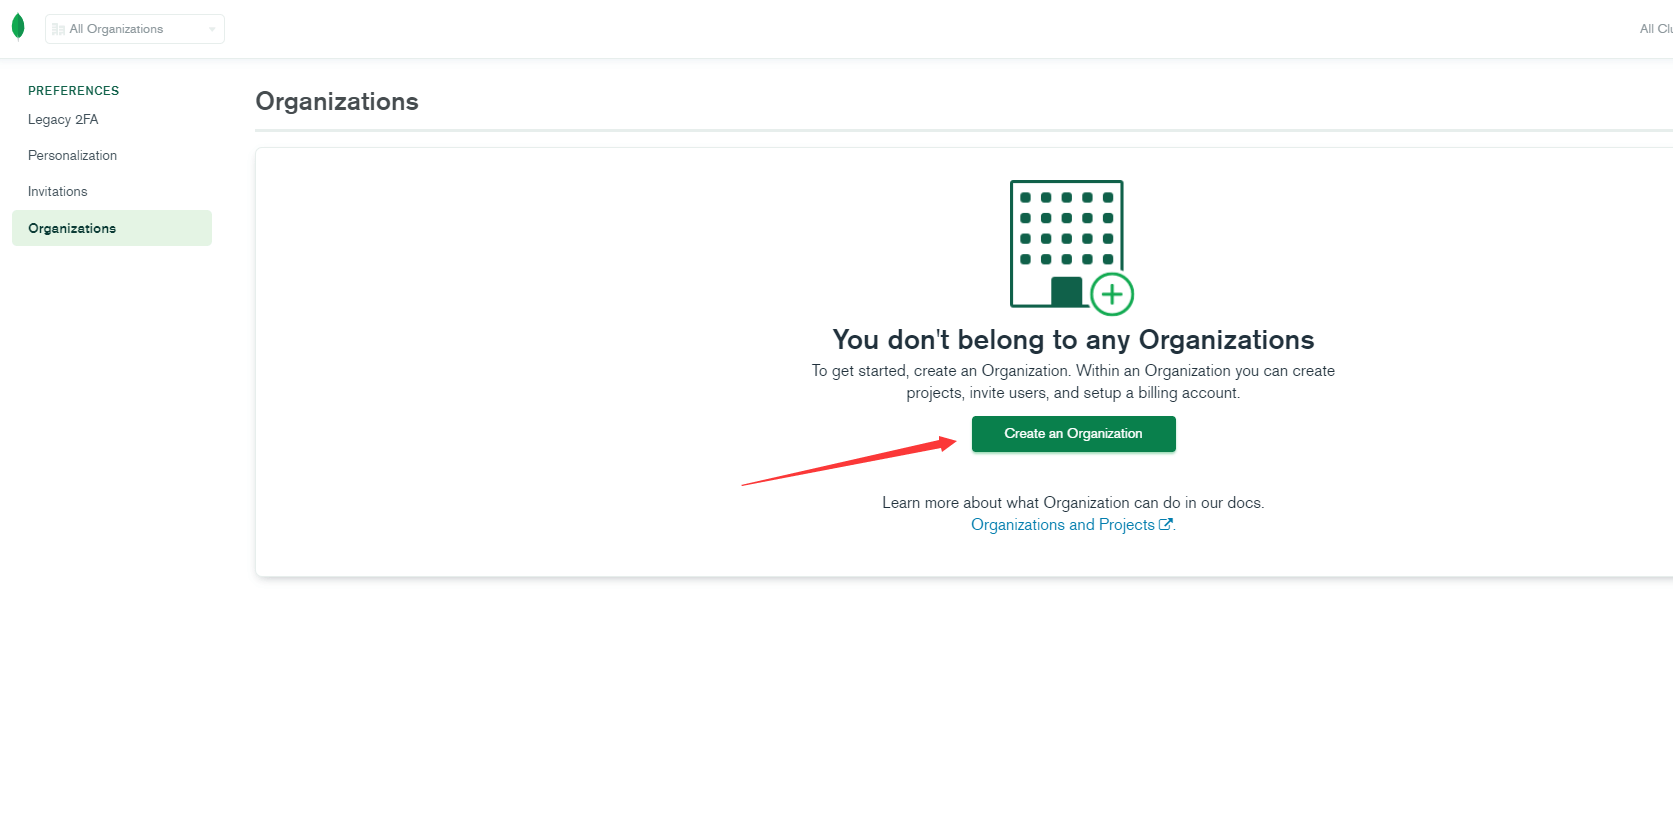 All Organizations
All Clu
PREFERENCES
Legacy 2FA
Personalization
Invitations
Organizations
Organizations
You don't belong to any Organizations
To get started, create an Organization. Within an Organization you can create
projects, invite users, and setup a billing account.
Create an Organization
Learn more about what Organization can do in our docs.
Organizations and Projects.